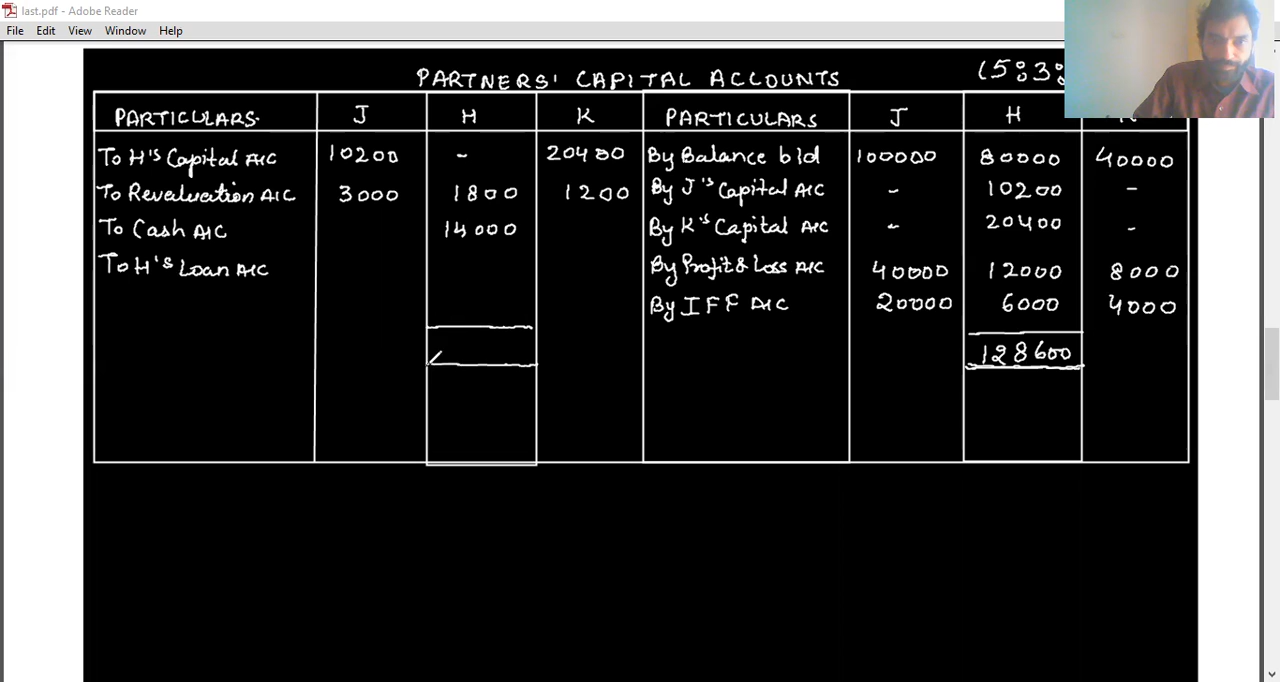 last.pdf - Adobe Reader
File Edit View Window Help
PARTNERS' CAPITAL ACCOUNTS (5:3:
PARTICULARS. J H K PARTICULARS J H
To H's Capital A/C 10200 - 20400 By Balance b/d 100000 80000 40000
To Revaluation A/C 3000 1800 1200 By J's Capital A/C - 10200 -
To Cash A/C 14000 By K's Capital A/C - 20400 -
To H's Loan A/C By Profit & Loss A/C 40000 12000 8000
By I F F A/C 20000 6000 4000
128600